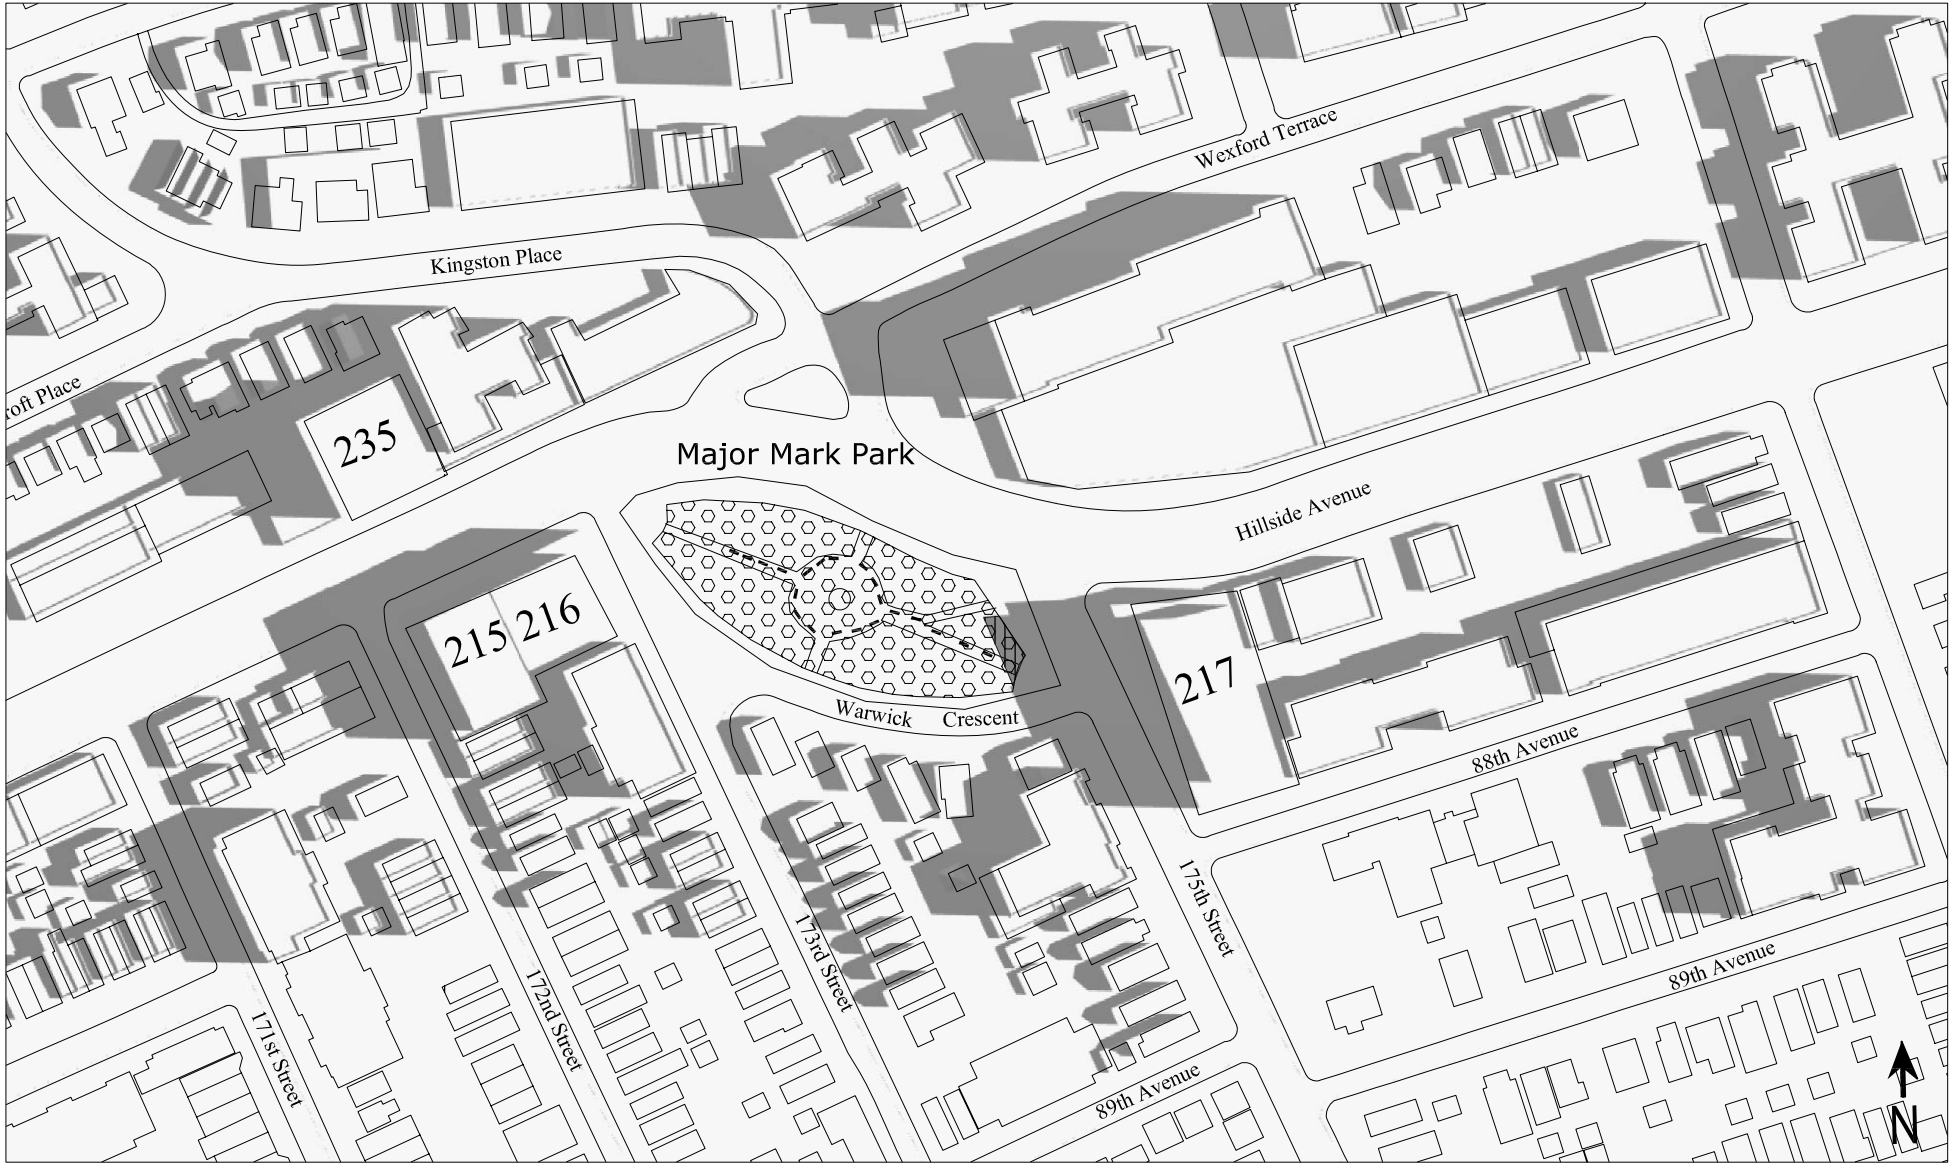 Wexford Terrace
Kingston Place
roft Place
235
Major Mark Park
Hillside Avenue
215 216
217
Warwick Crescent
88th Avenue
175th Street
173rd Street
172nd Street
171st Street
89th Avenue
89th Avenue
N